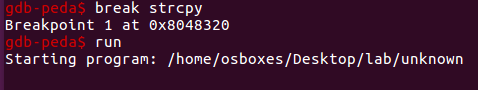 gdb-peda$ break strcpy
Breakpoint 1 at 0x8048320
gdb-peda$ run
Starting program: /home/osboxes/Desktop/lab/unknown